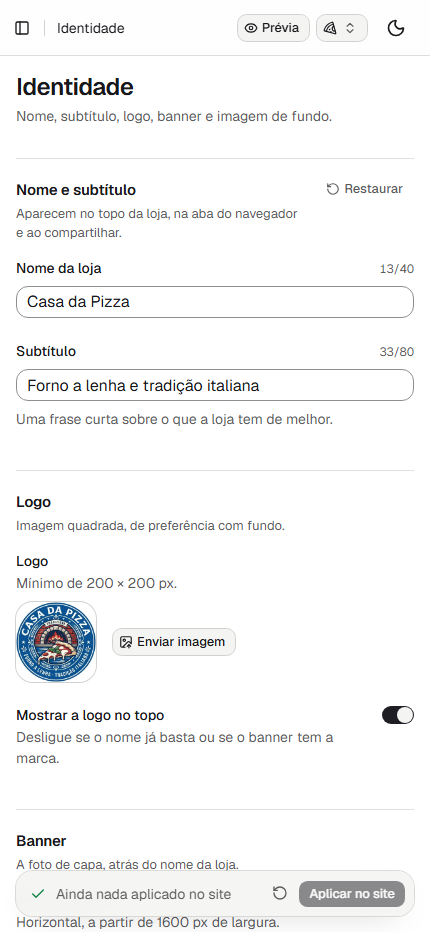 Identidade
Prévia
Identidade
Nome, subtítulo, logo, banner e imagem de fundo.
Nome e subtítulo
Restaurar
Aparecem no topo da loja, na aba do navegador
e ao compartilhar.
Nome da loja
13/40
Casa da Pizza
Subtítulo
33/80
Forno a lenha e tradição italiana
Uma frase curta sobre o que a loja tem de melhor.
Logo
Imagem quadrada, de preferência com fundo.
Logo
Mínimo de 200 × 200 px.
CASA DA PIZZA
FORNO A LENHA · TRADIÇÃO ITALIANA
Enviar imagem
Mostrar a logo no topo
Desligue se o nome já basta ou se o banner tem a
marca.
Banner
A foto de capa, atrás do nome da loja.
Ainda nada aplicado no site
Aplicar no site
Horizontal, a partir de 1600 px de largura.